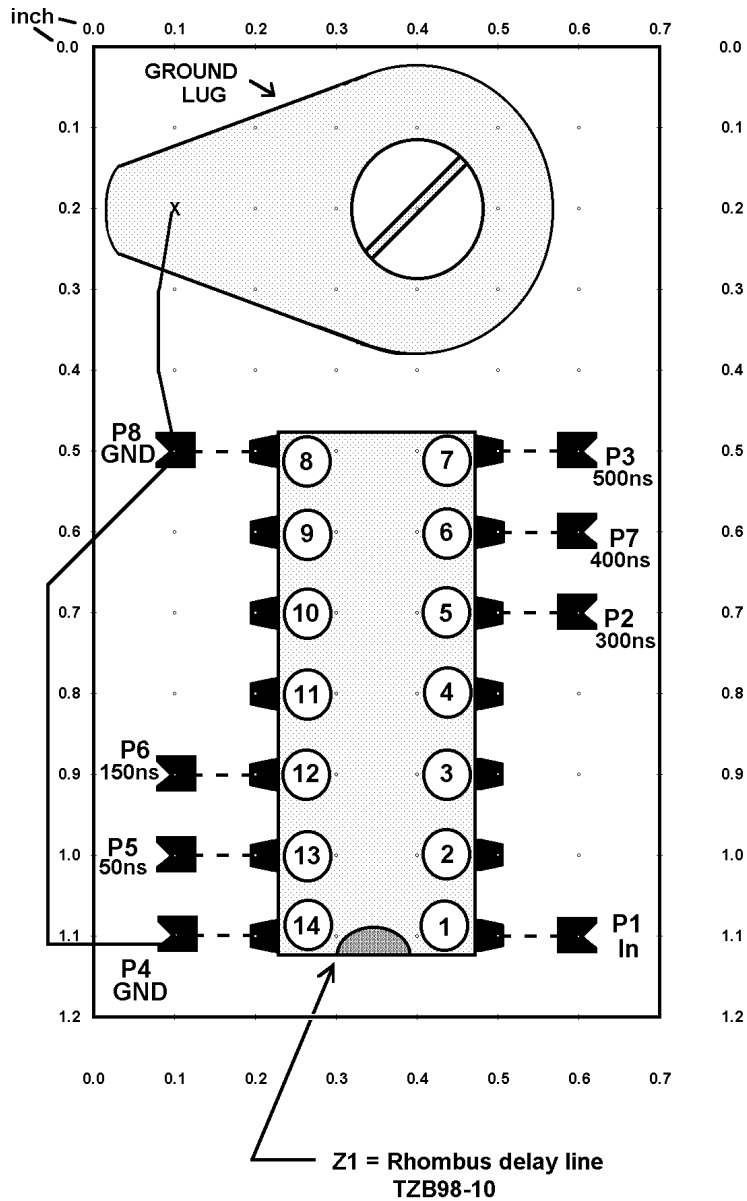 inch
0.0 0.1 0.2 0.3 0.4 0.5 0.6 0.7
0.0 0.0
GROUND
LUG
0.1 0.1
0.2 X 0.2
0.3 0.3
0.4 0.4
P8
GND
0.5 8 7 0.5
P3
500ns
0.6 9 6 0.6
P7
400ns
0.7 10 5 0.7
P2
300ns
0.8 11 4 0.8
P6
150ns
0.9 12 3 0.9
P5
50ns
1.0 13 2 1.0
14 1
P1
In
1.1 1.1
P4
GND
1.2 1.2
0.0 0.1 0.2 0.3 0.4 0.5 0.6 0.7
Z1 = Rhombus delay line
TZB98-10